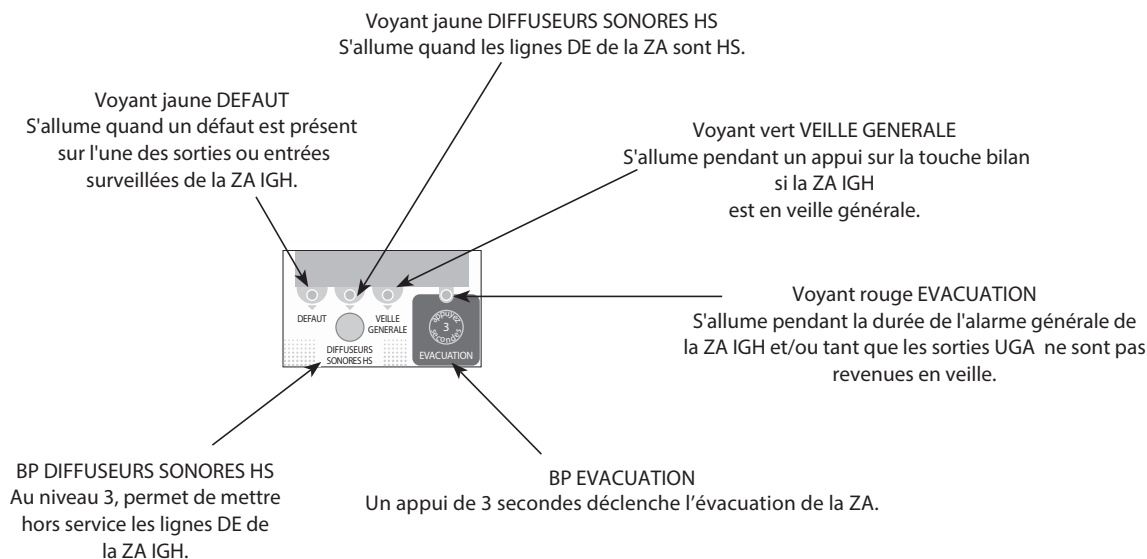 Voyant jaune DIFFUSEURS SONORES HS
S'allume quand les lignes DE de la ZA sont HS.
Voyant jaune DEFAUT
S'allume quand un défaut est présent
sur l'une des sorties ou entrées
surveillées de la ZA IGH.
Voyant vert VEILLE GENERALE
S'allume pendant un appui sur la touche bilan
si la ZA IGH
est en veille générale.
Voyant rouge EVACUATION
S'allume pendant la durée de l'alarme générale de
la ZA IGH et/ou tant que les sorties UGA ne sont pas
revenues en veille.
DEFAUT
VEILLE
GENERALE
DIFFUSEURS
SONORES HS
appuyez
3
secondes
EVACUATION
BP DIFFUSEURS SONORES HS
Au niveau 3, permet de mettre
hors service les lignes DE de
la ZA IGH.
BP EVACUATION
Un appui de 3 secondes déclenche l’évacuation de la ZA.